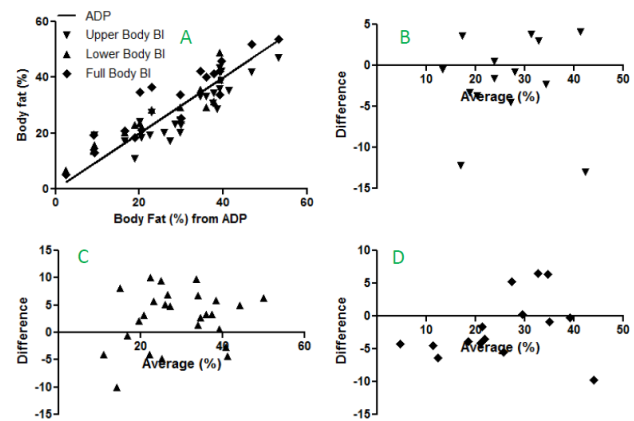 ADP
Upper Body BI
Lower Body BI
Full Body BI
A
60
40
20
0
Body fat (%)
0 20 40 60
Body Fat (%) from ADP
B
5
0
-5
-10
-15
Difference
10 20 30 40 50
Average (%)
C
15
10
5
0
-5
-10
-15
Difference
20 40 60
Average (%)
D
10
5
0
-5
-10
-15
Difference
10 20 30 40 50
Average (%)